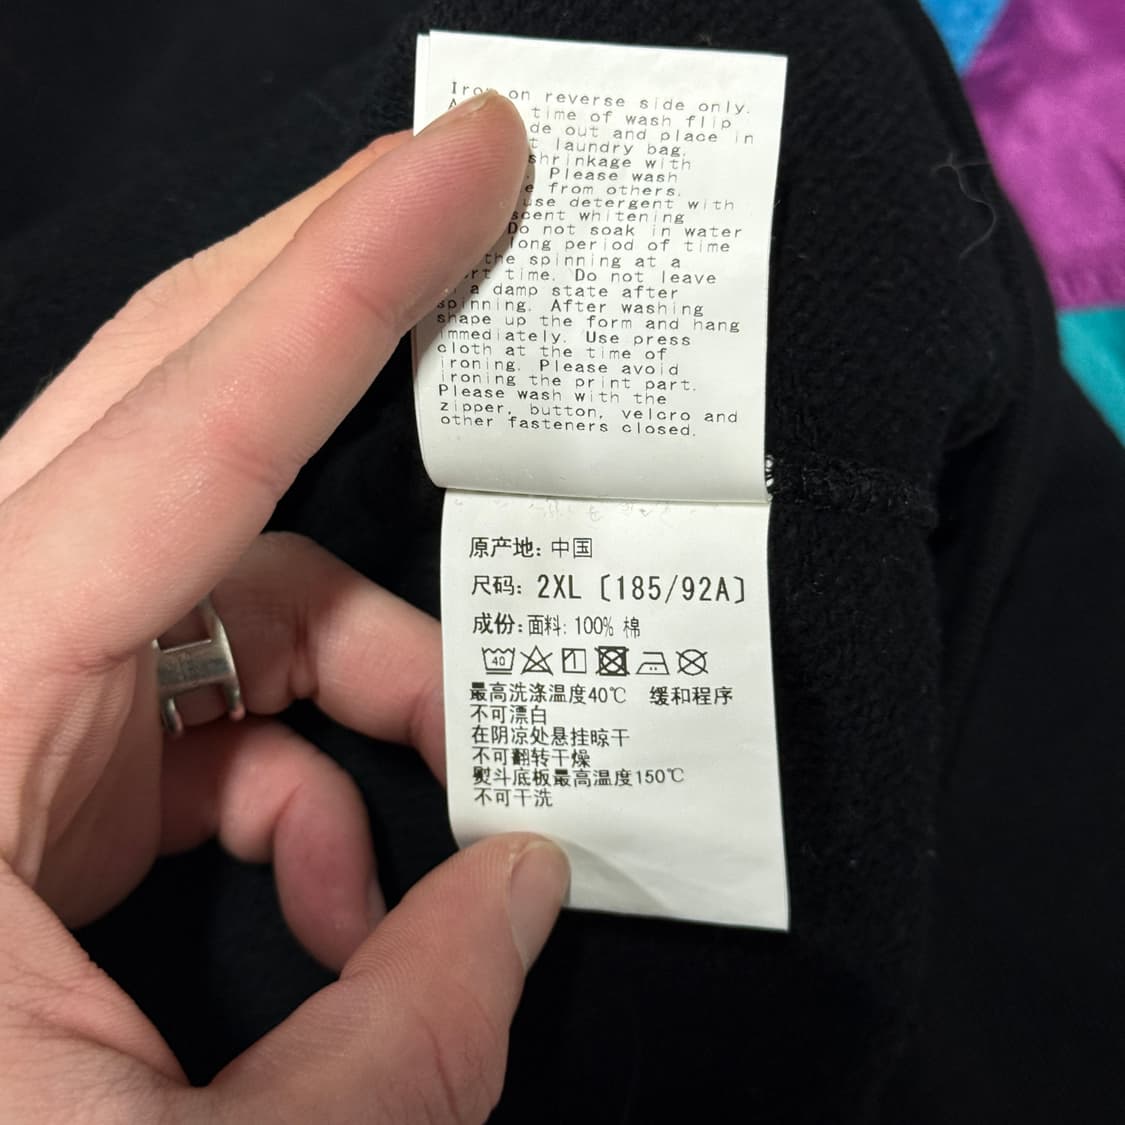 on reverse side only.
time of wash flip
out and place in
laundry bag.
shrinkage with
Please wash
from others.
use detergent with
whitening
Do not soak in water
long period of time
the spinning at a
time. Do not leave
a damp state after
spinning. After washing
shape up the form and hang
immediately. Use press
cloth at the time of
ironing. Please avoid
ironing the print part.
Please wash with the
zipper, button, velcro and
other fasteners closed.
原产地: 中国
尺码: 2XL〔185/92A〕
成份: 面料: 100% 棉
40
最高洗涤温度40℃ 缓和程序
不可漂白
在阴凉处悬挂晾干
不可翻转干燥
熨斗底板最高温度150℃
不可干洗